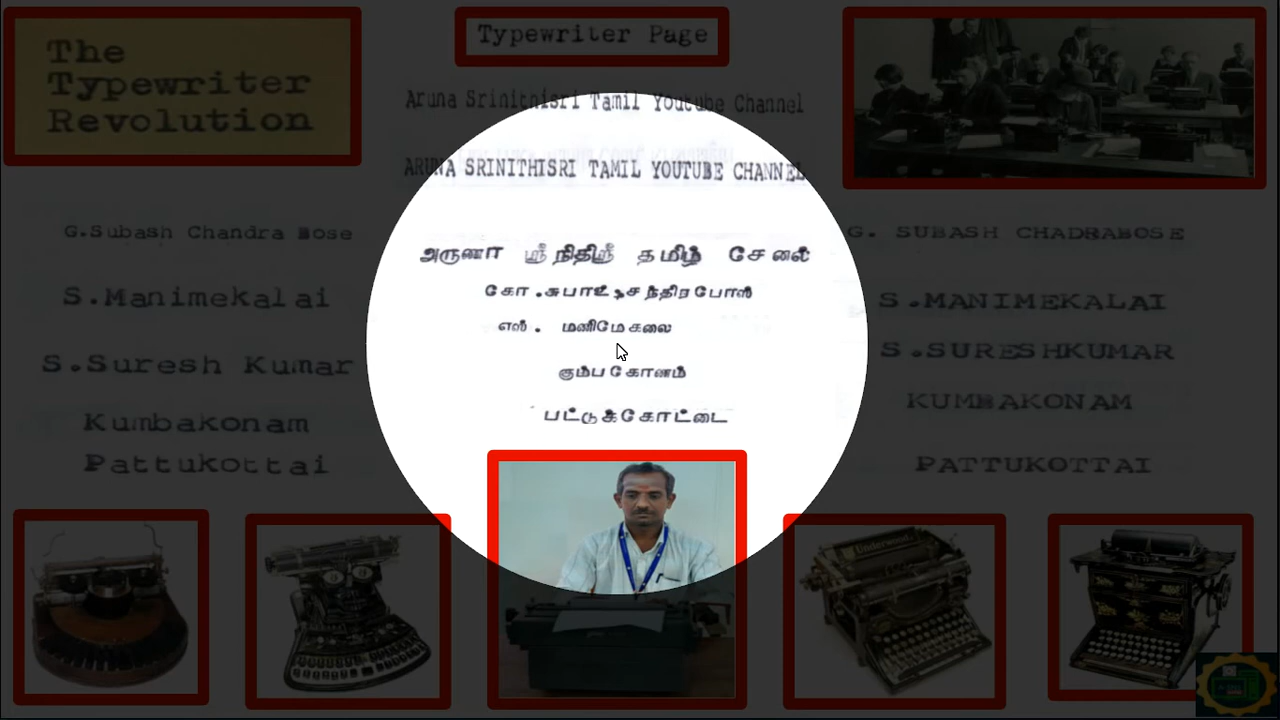 The
Typewriter
Revolution
Typewriter Page
Aruna Srinithisri Tamil Youtube Channel
ARUNA SRINITHISRI TAMIL YOUTUBE CHANNEL
அருணா ஸ்ரீநிதிஸ்ரீ தமிழ் சேனல்
கோ.சுபாஷ்சந்திரபோஸ்
எஸ். மணிமேகலை
கும்பகோணம்
பட்டுக்கோட்டை
G.Subash Chandra Bose
S.Manimekalai
S.Suresh Kumar
Kumbakonam
Pattukottai
G. SUBASH CHADRABOSE
S.MANIMEKALAI
S.SURESHKUMAR
KUMBAKONAM
PATTUKOTTAI
Underwood